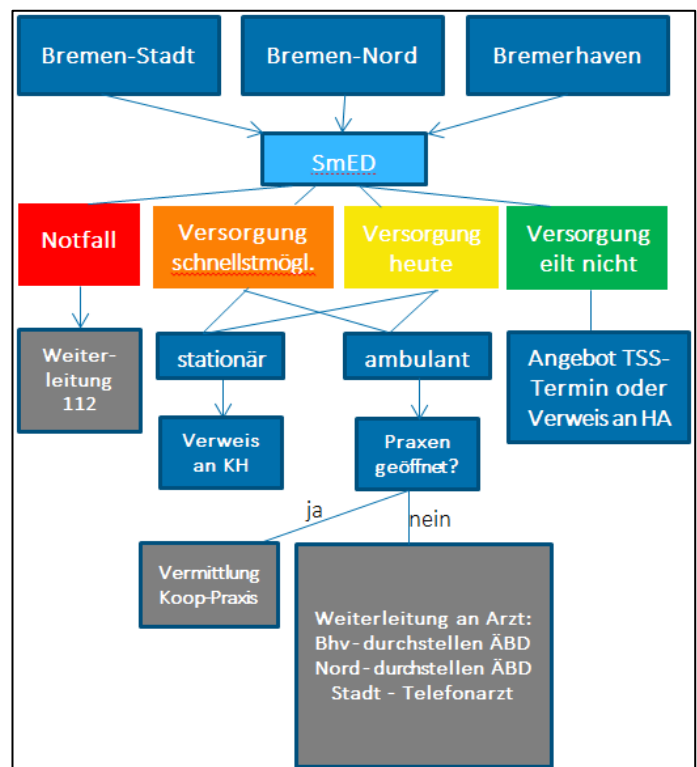 Bremen-Stadt
Bremen-Nord
Bremerhaven
SmED
Notfall
Versorgung
schnellstmögl.
Versorgung
heute
Versorgung
eilt nicht
Weiter-
leitung
112
stationär
ambulant
Angebot TSS-
Termin oder
Verweis an HA
Verweis
an KH
Praxen
geöffnet?
ja
nein
Vermittlung
Koop-Praxis
Weiterleitung an Arzt:
Bhv - durchstellen ÄBD
Nord - durchstellen ÄBD
Stadt - Telefonarzt